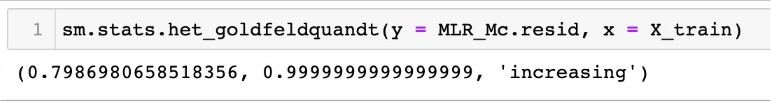 1 sm.stats.het_goldfeldquandt(y = MLR_Mc.resid, x = X_train)
(0.7986980658518356, 0.9999999999999999, 'increasing')